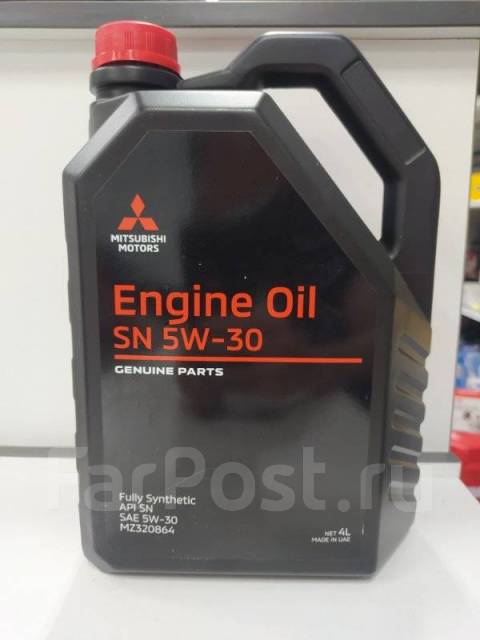 MITSUBISHI
MOTORS
Engine Oil
SN 5W-30
GENUINE PARTS
FarPost.ru
Fully Synthetic
API SN
SAE 5W-30
MZ320864
NET 4L
MADE IN UAE